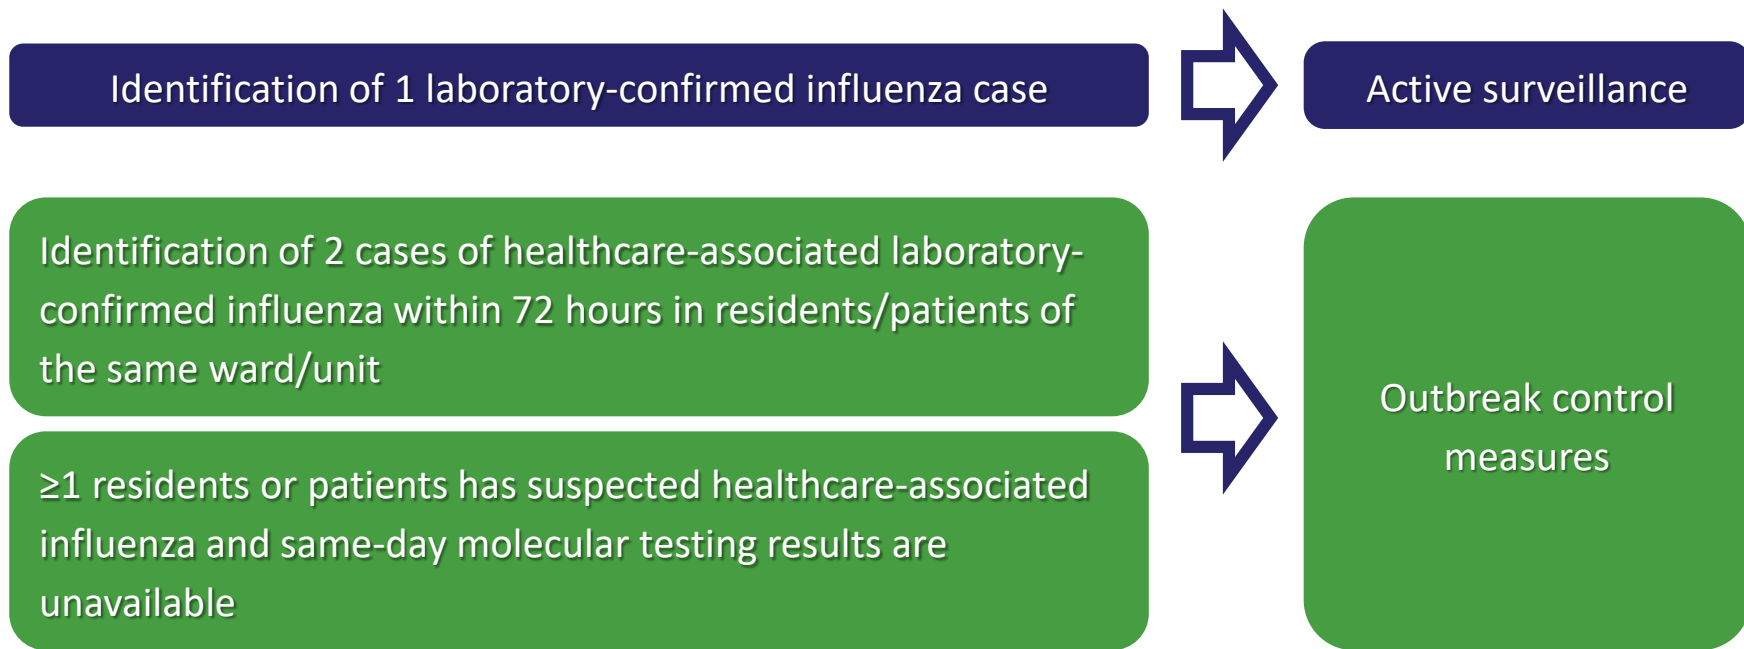 Identification of 1 laboratory-confirmed influenza case
Active surveillance
Identification of 2 cases of healthcare-associated laboratory-
confirmed influenza within 72 hours in residents/patients of
the same ward/unit
≥1 residents or patients has suspected healthcare-associated
influenza and same-day molecular testing results are
unavailable
Outbreak control
measures